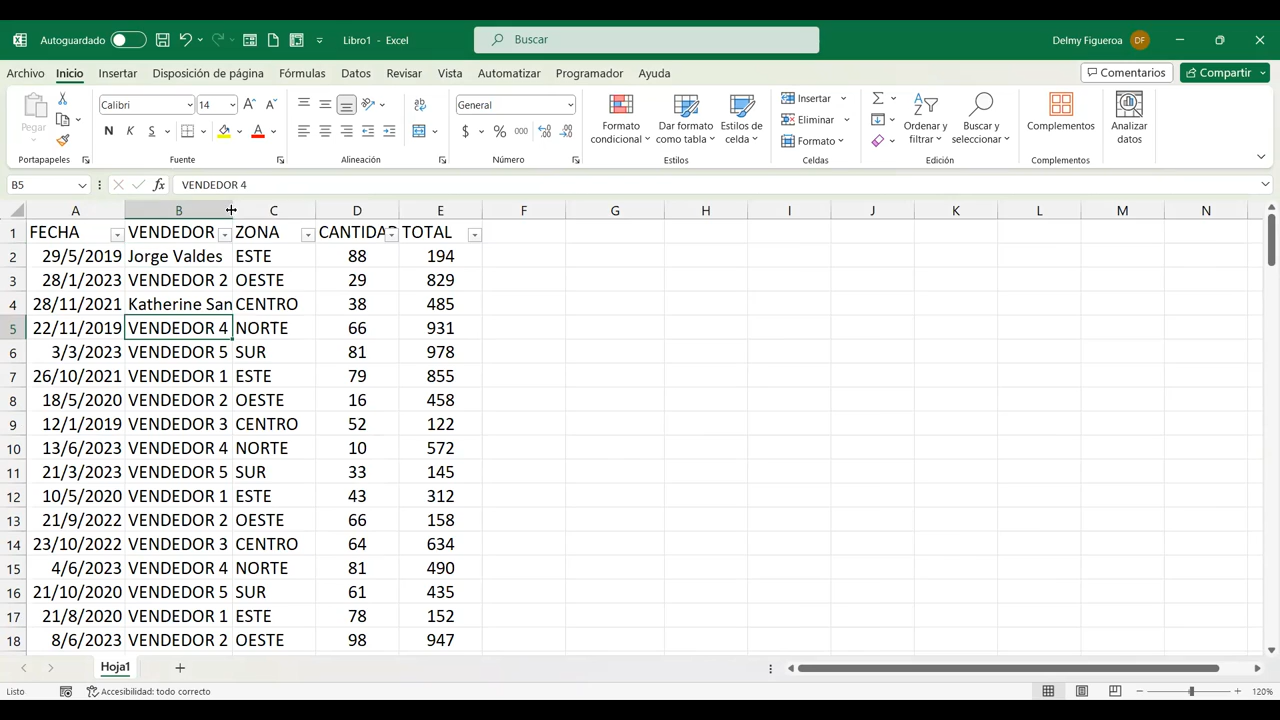 Autoguardado
Libro1 - Excel
Buscar
Delmy Figueroa DF
Archivo Inicio Insertar Disposición de página Fórmulas Datos Revisar Vista Automatizar Programador Ayuda
Comentarios Compartir
Pegar
Portapapeles
Calibri 14
N K S
Fuente
Alineación
General
$ % 000
Número
Formato condicional
Dar formato como tabla
Estilos de celda
Estilos
Insertar
Eliminar
Formato
Celdas
Ordenar y filtrar
Buscar y seleccionar
Edición
Complementos
Complementos
Analizar datos
B5 fx VENDEDOR 4
A B C D E F G H I J K L M N
1 FECHA VENDEDOR ZONA CANTIDAD TOTAL
2 29/5/2019 Jorge Valdes ESTE 88 194
3 28/1/2023 VENDEDOR 2 OESTE 29 829
4 28/11/2021 Katherine San CENTRO 38 485
5 22/11/2019 VENDEDOR 4 NORTE 66 931
6 3/3/2023 VENDEDOR 5 SUR 81 978
7 26/10/2021 VENDEDOR 1 ESTE 79 855
8 18/5/2020 VENDEDOR 2 OESTE 16 458
9 12/1/2019 VENDEDOR 3 CENTRO 52 122
10 13/6/2023 VENDEDOR 4 NORTE 10 572
11 21/3/2023 VENDEDOR 5 SUR 33 145
12 10/5/2020 VENDEDOR 1 ESTE 43 312
13 21/9/2022 VENDEDOR 2 OESTE 66 158
14 23/10/2022 VENDEDOR 3 CENTRO 64 634
15 4/6/2023 VENDEDOR 4 NORTE 81 490
16 21/10/2020 VENDEDOR 5 SUR 61 435
17 21/8/2020 VENDEDOR 1 ESTE 78 152
18 8/6/2023 VENDEDOR 2 OESTE 98 947
Hoja1
Listo
Accesibilidad: todo correcto
120%